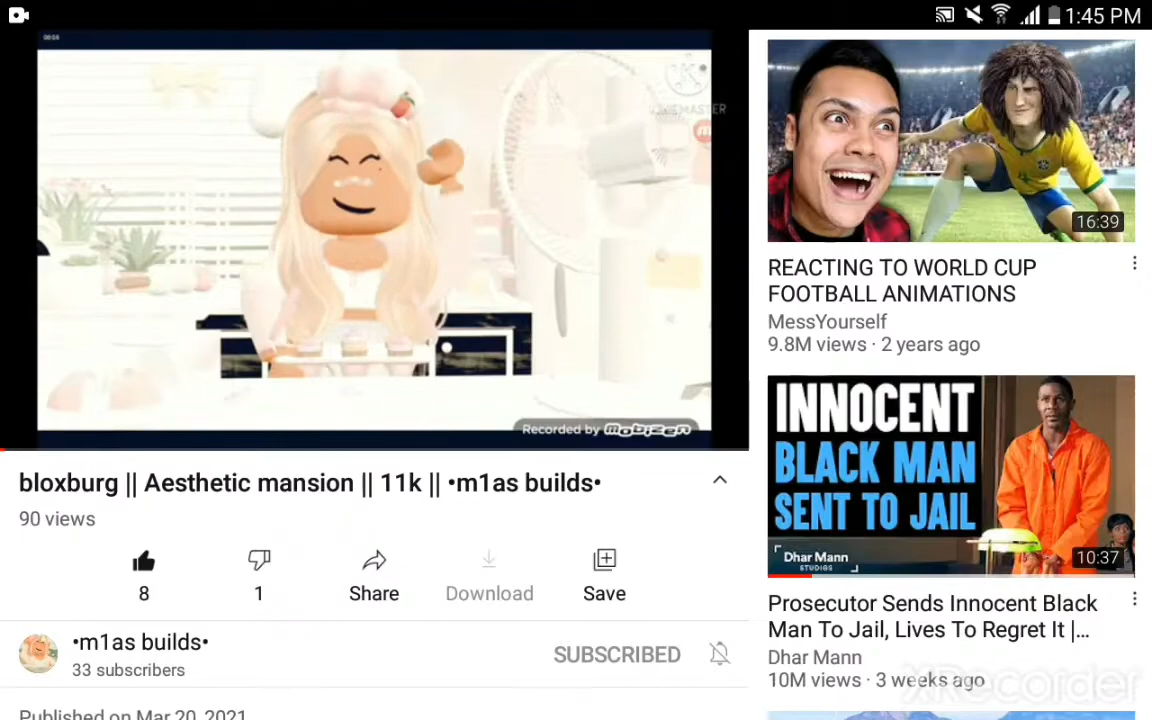 1:45 PM
KINEMASTER
Recorded by mobizen
bloxburg || Aesthetic mansion || 11k || •m1as builds•
90 views
8
1
Share
Download
Save
•m1as builds•
33 subscribers
SUBSCRIBED
Published on Mar 20, 2021
16:39
REACTING TO WORLD CUP
FOOTBALL ANIMATIONS
MessYourself
9.8M views · 2 years ago
INNOCENT
BLACK MAN
SENT TO JAIL
Dhar Mann
STUDIOS
10:37
Prosecutor Sends Innocent Black
Man To Jail, Lives To Regret It |...
Dhar Mann
10M views · 3 weeks ago
XRecorder